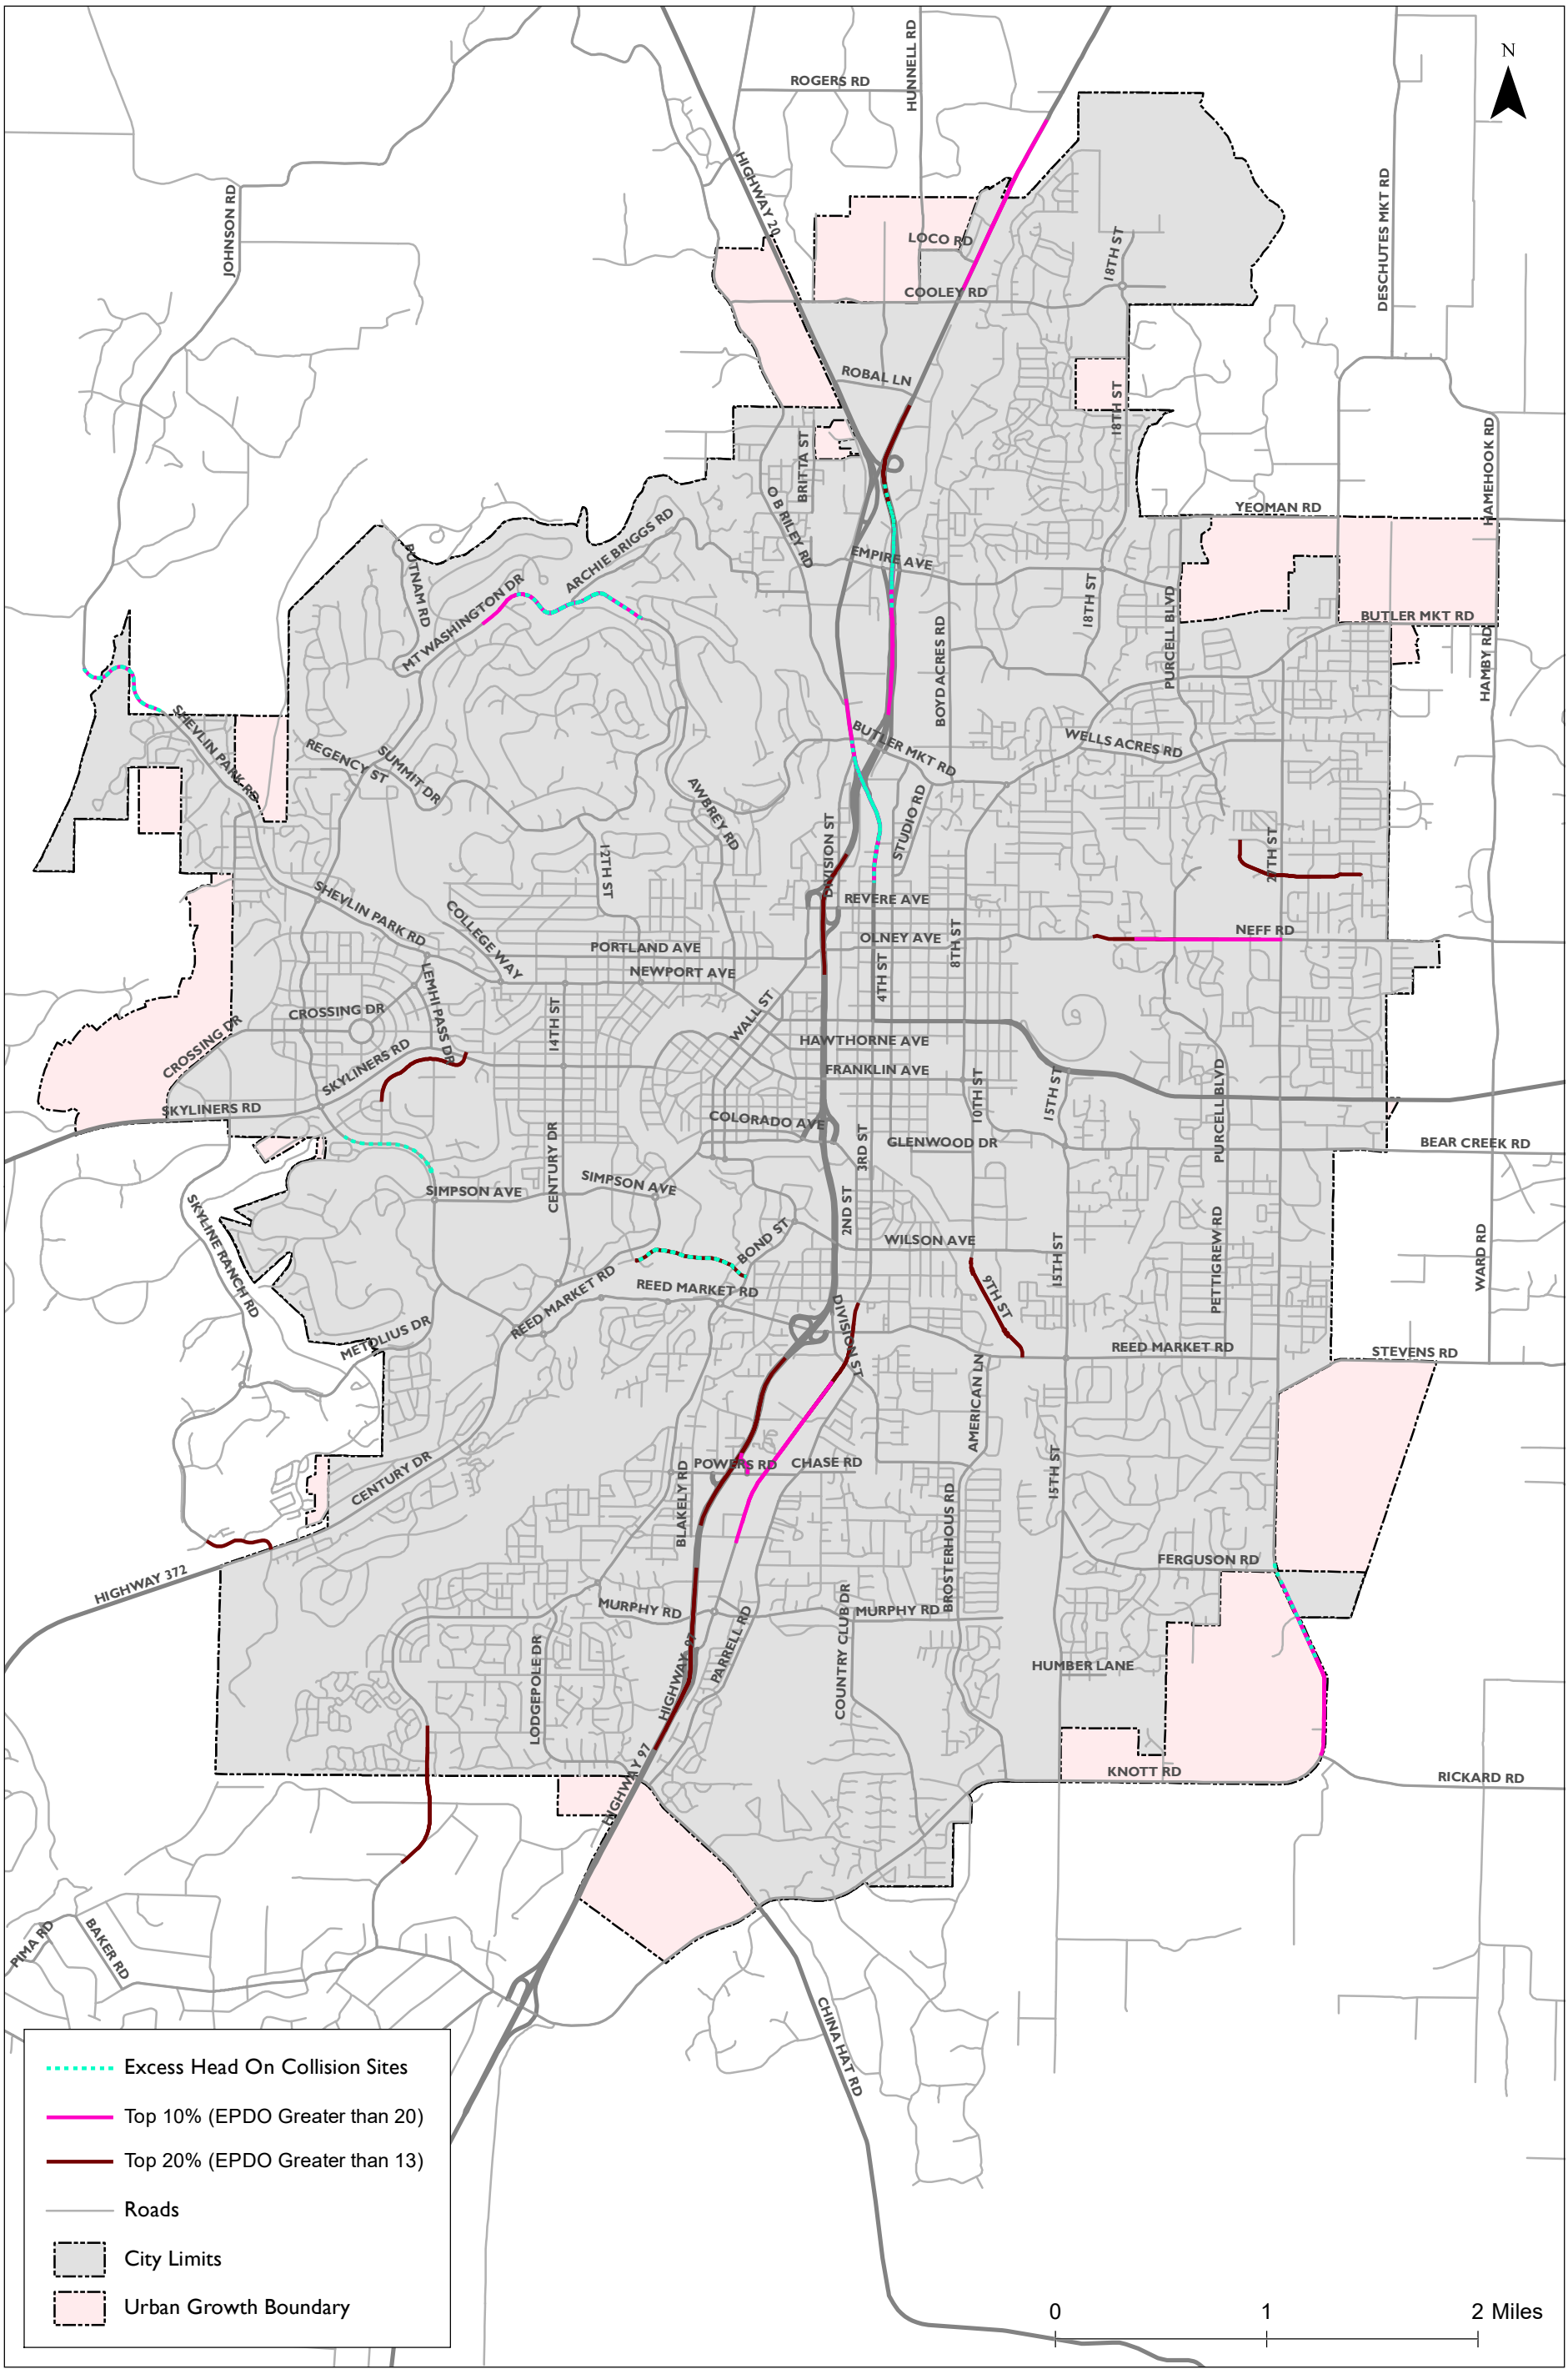 N
ROGERS RD
HUNNELL RD
HIGHWAY 20
JOHNSON RD
DESCHUTES MKT RD
LOCO RD
18TH ST
COOLEY RD
ROBAL LN
18TH ST
BRITTA ST
HAMEHOOK RD
O B RILEY RD
YEOMAN RD
ARCHIE BRIGGS RD
PUTNAM RD
EMPIRE AVE
MT WASHINGTON DR
18TH ST
PURCELL BLVD
BUTLER MKT RD
BOYD ACRES RD
HAMBY RD
SHEVLIN PARK RD
REGENCY ST
SUMMIT DR
BUTLER MKT RD
WELLS ACRES RD
AWBREY RD
STUDIO RD
DIVISION ST
12TH ST
27TH ST
SHEVLIN PARK RD
COLLEGE WAY
REVERE AVE
OLNEY AVE
8TH ST
NEFF RD
PORTLAND AVE
NEWPORT AVE
4TH ST
LEMHI PASS DR
CROSSING DR
CROSSING DR
14TH ST
WALL ST
HAWTHORNE AVE
SKYLINERS RD
FRANKLIN AVE
10TH ST
15TH ST
PURCELL BLVD
SKYLINERS RD
COLORADO AVE
GLENWOOD DR
BEAR CREEK RD
3RD ST
CENTURY DR
SIMPSON AVE
SIMPSON AVE
2ND ST
SKYLINE RANCH RD
BOND ST
WILSON AVE
15TH ST
PETTIGREW RD
WARD RD
REED MARKET RD
REED MARKET RD
9TH ST
DIVISION ST
METOLIUS DR
REED MARKET RD
STEVENS RD
AMERICAN LN
POWERS RD
CHASE RD
CENTURY DR
BLAKELY RD
15TH ST
BROSTERHOUS RD
FERGUSON RD
HIGHWAY 372
MURPHY RD
MURPHY RD
COUNTRY CLUB DR
PARRELL RD
HIGHWAY 97
LODGEPOLE DR
HUMBER LANE
HIGHWAY 97
KNOTT RD
RICKARD RD
PIMA RD
BAKER RD
CHINA HAT RD
Excess Head On Collision Sites
Top 10% (EPDO Greater than 20)
Top 20% (EPDO Greater than 13)
Roads
City Limits
Urban Growth Boundary
0 1 2 Miles